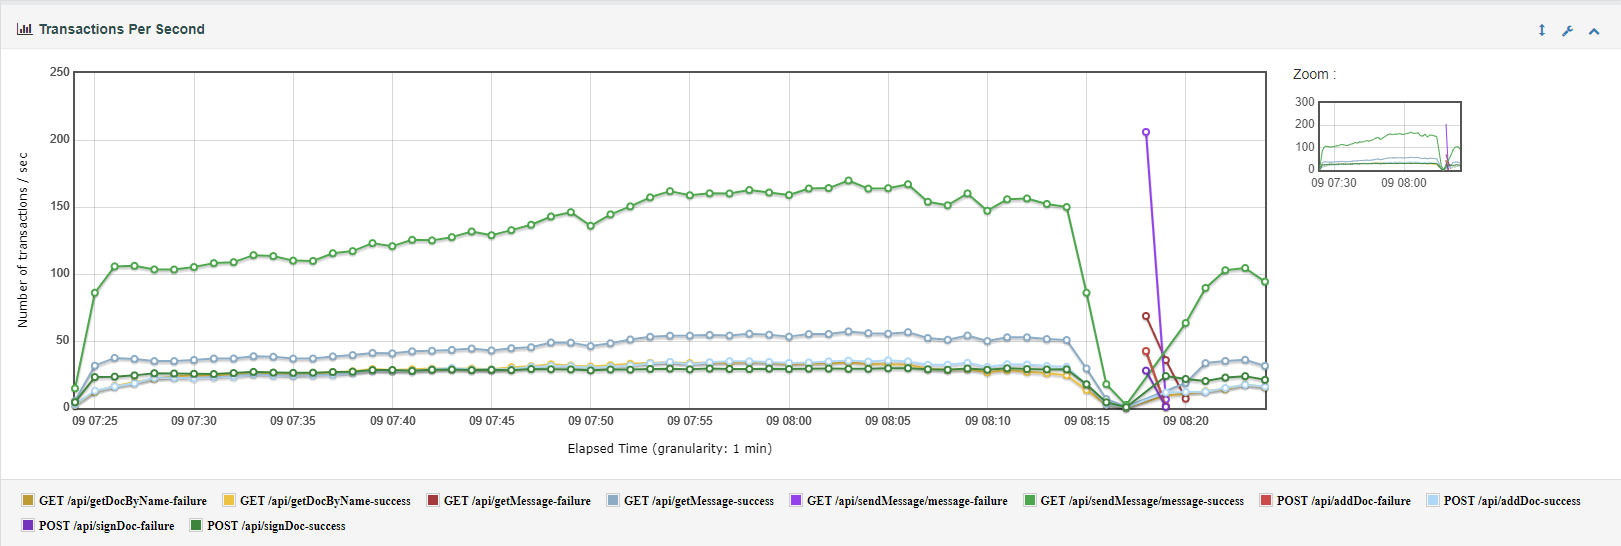 Transactions Per Second
Zoom :
250
200
150
100
50
0
Number of transactions / sec
09 07:25 09 07:30 09 07:35 09 07:40 09 07:45 09 07:50 09 07:55 09 08:00 09 08:05 09 08:10 09 08:15 09 08:20
Elapsed Time (granularity: 1 min)
300
200
100
0
09 07:30 09 08:00
GET /api/getDocByName-failure GET /api/getDocByName-success GET /api/getMessage-failure GET /api/getMessage-success GET /api/sendMessage/message-failure GET /api/sendMessage/message-success POST /api/addDoc-failure POST /api/addDoc-success
POST /api/signDoc-failure POST /api/signDoc-success